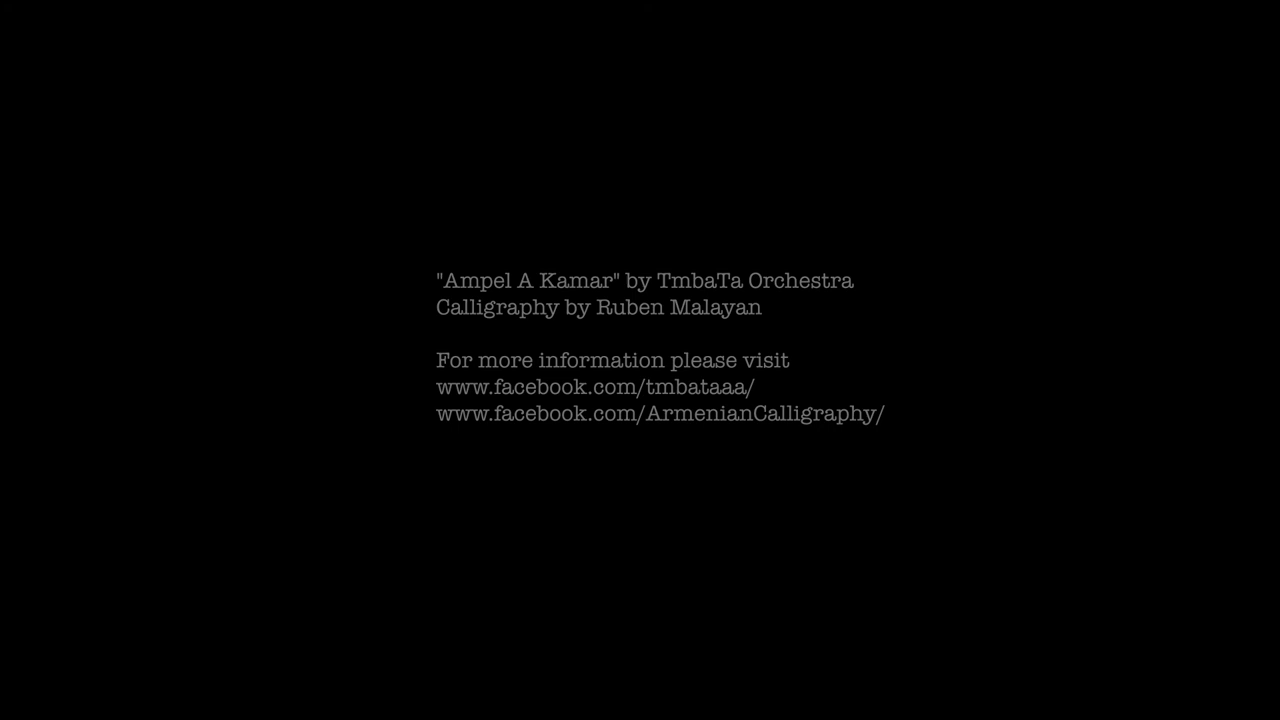 "Ampel A Kamar" by TmbaTa Orchestra
Calligraphy by Ruben Malayan
For more information please visit
www.facebook.com/tmbataaa/
www.facebook.com/ArmenianCalligraphy/